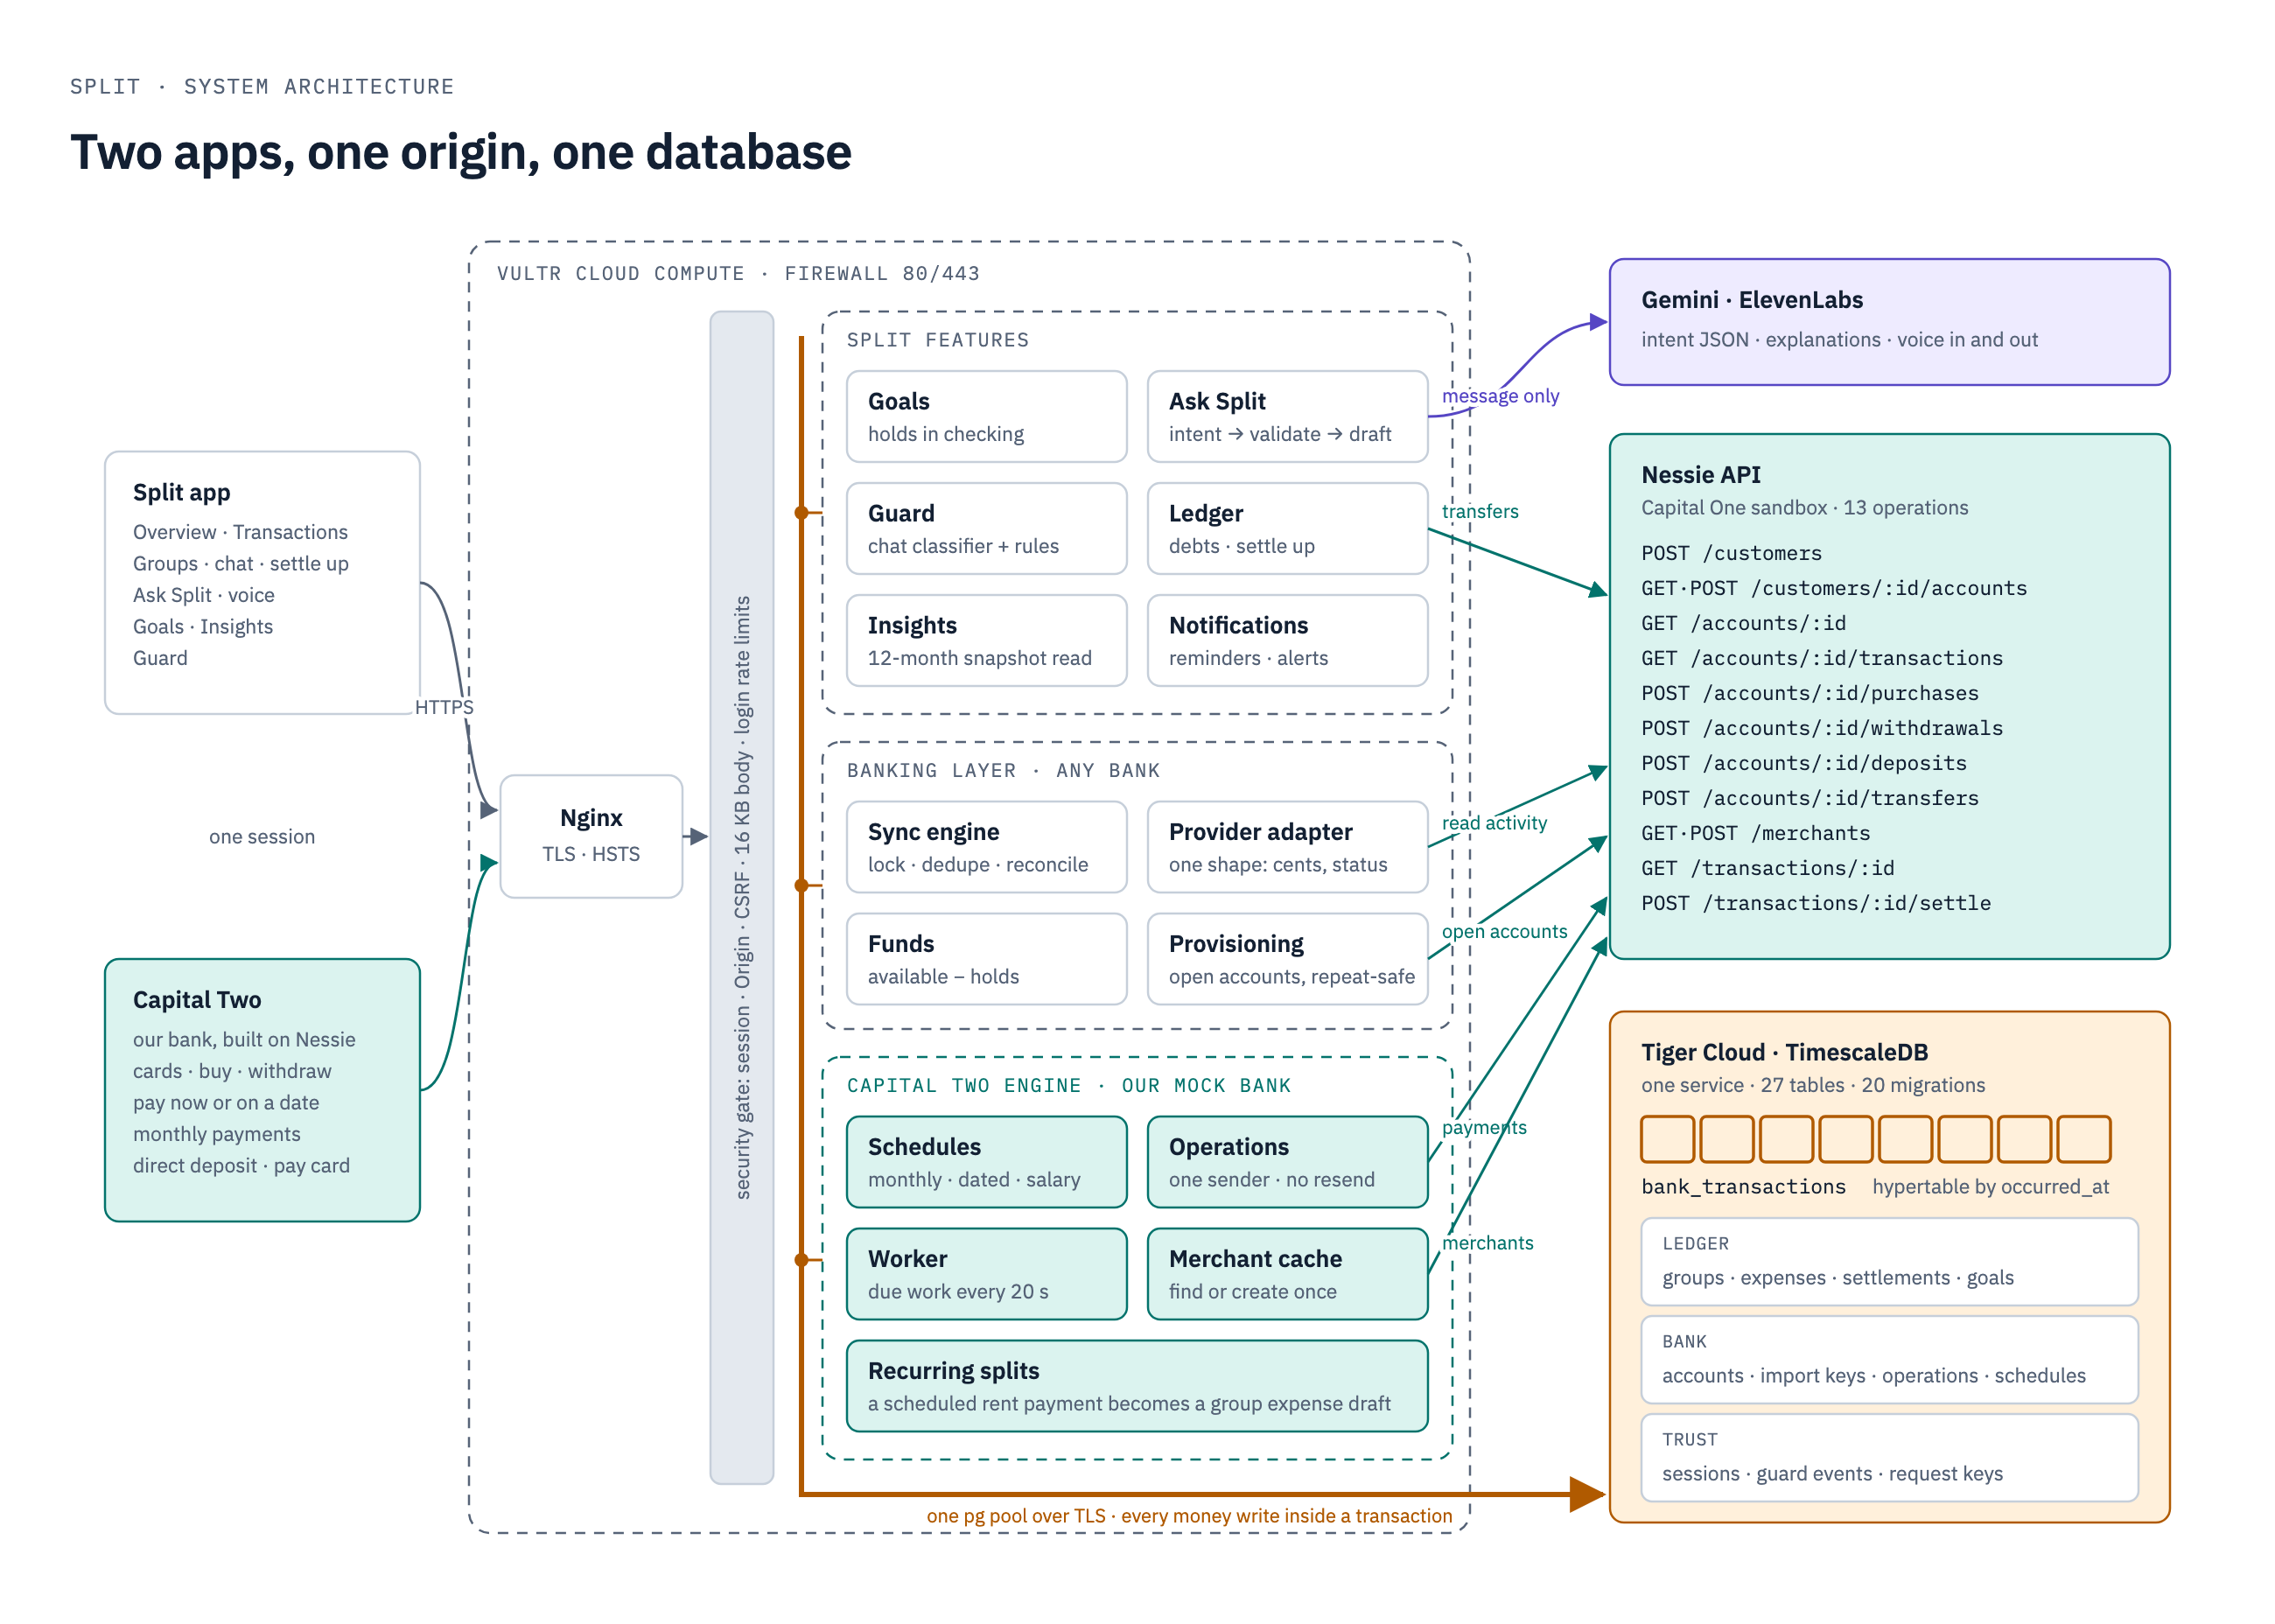 SPLIT · SYSTEM ARCHITECTURE
Two apps, one origin, one database
Split app
Overview · Transactions
Groups · chat · settle up
Ask Split · voice
Goals · Insights
Guard
HTTPS
one session
Capital Two
our bank, built on Nessie
cards · buy · withdraw
pay now or on a date
monthly payments
direct deposit · pay card
VULTR CLOUD COMPUTE · FIREWALL 80/443
Nginx
TLS · HSTS
security gate: session · Origin · CSRF · 16 KB body · login rate limits
SPLIT FEATURES
Goals
holds in checking
Ask Split
intent → validate → draft
Guard
chat classifier + rules
Ledger
debts · settle up
Insights
12-month snapshot read
Notifications
reminders · alerts
BANKING LAYER · ANY BANK
Sync engine
lock · dedupe · reconcile
Provider adapter
one shape: cents, status
Funds
available – holds
Provisioning
open accounts, repeat-safe
CAPITAL TWO ENGINE · OUR MOCK BANK
Schedules
monthly · dated · salary
Operations
one sender · no resend
Worker
due work every 20 s
Merchant cache
find or create once
Recurring splits
a scheduled rent payment becomes a group expense draft
one pg pool over TLS · every money write inside a transaction
message only
transfers
read activity
open accounts
payments
merchants
Gemini · ElevenLabs
intent JSON · explanations · voice in and out
Nessie API
Capital One sandbox · 13 operations
POST /customers
GET·POST /customers/:id/accounts
GET /accounts/:id
GET /accounts/:id/transactions
POST /accounts/:id/purchases
POST /accounts/:id/withdrawals
POST /accounts/:id/deposits
POST /accounts/:id/transfers
GET·POST /merchants
GET /transactions/:id
POST /transactions/:id/settle
Tiger Cloud · TimescaleDB
one service · 27 tables · 20 migrations
bank_transactions hypertable by occurred_at
LEDGER
groups · expenses · settlements · goals
BANK
accounts · import keys · operations · schedules
TRUST
sessions · guard events · request keys